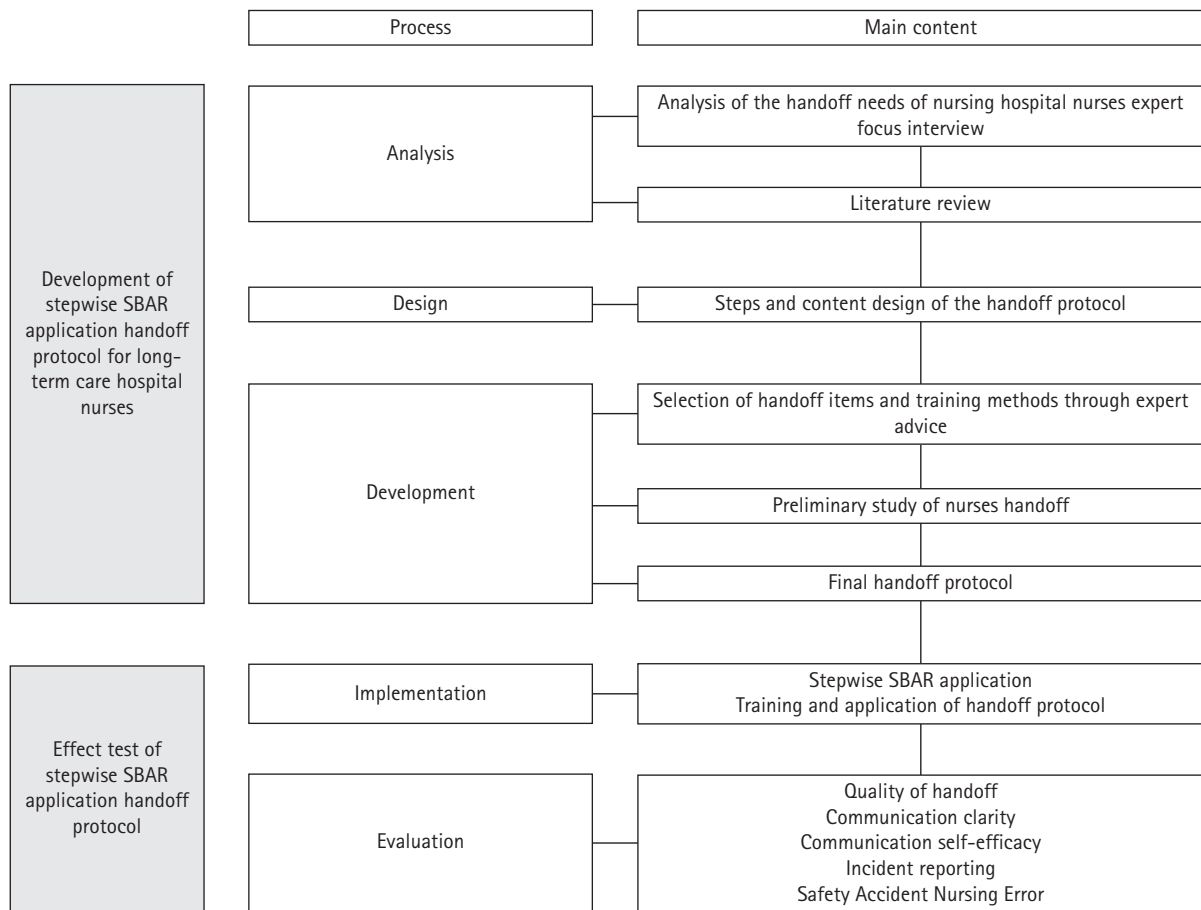 Process
Main content
Development of
stepwise SBAR
application handoff
protocol for long-
term care hospital
nurses
Analysis
Analysis of the handoff needs of nursing hospital nurses expert
focus interview
Literature review
Design
Steps and content design of the handoff protocol
Development
Selection of handoff items and training methods through expert
advice
Preliminary study of nurses handoff
Final handoff protocol
Effect test of
stepwise SBAR
application handoff
protocol
Implementation
Stepwise SBAR application
Training and application of handoff protocol
Evaluation
Quality of handoff
Communication clarity
Communication self-efficacy
Incident reporting
Safety Accident Nursing Error